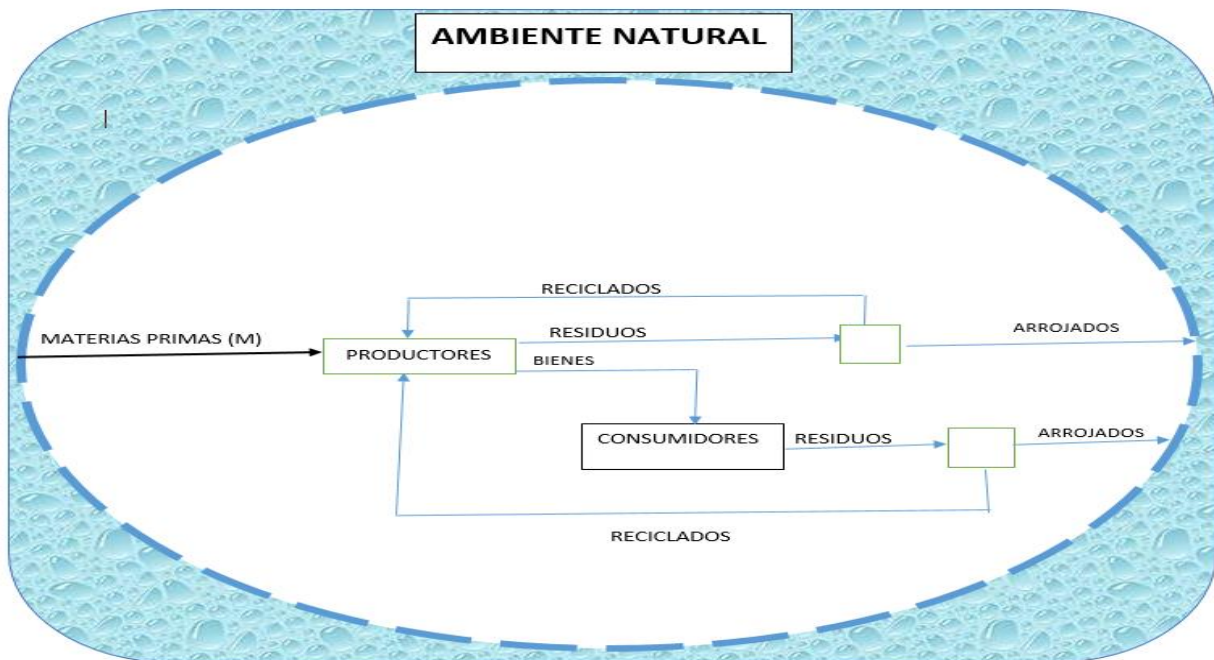 AMBIENTE NATURAL
RECICLADOS
MATERIAS PRIMAS (M)
PRODUCTORES
RESIDUOS
BIENES
ARROJADOS
CONSUMIDORES
RESIDUOS
ARROJADOS
RECICLADOS